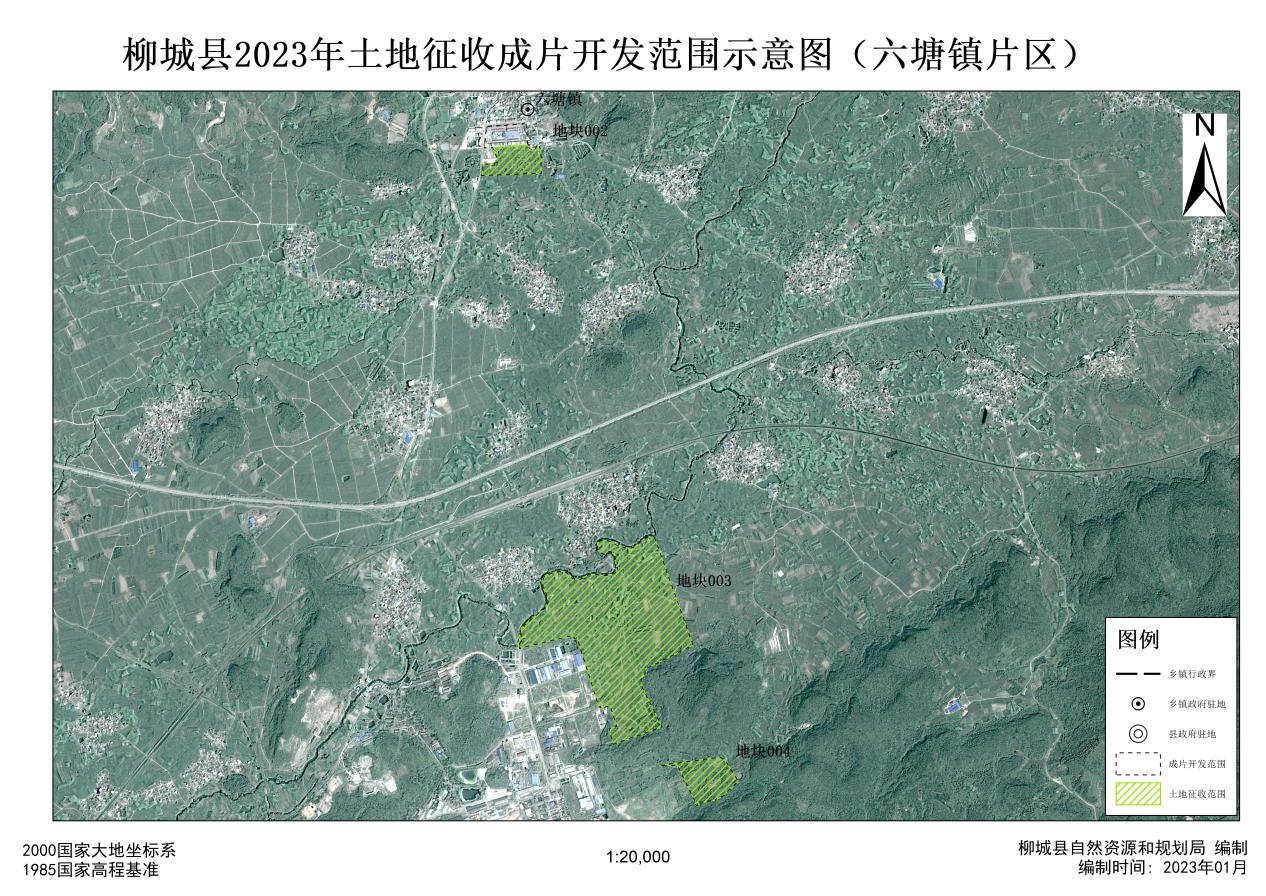 柳城县2023年土地征收成片开发范围示意图（六塘镇片区）
六塘镇
地块002
N
地块003
地块004
图例
乡镇行政界
乡镇政府驻地
县政府驻地
成片开发范围
土地征收范围
2000国家大地坐标系
1985国家高程基准
1:20,000
柳城县自然资源和规划局 编制
编制时间：2023年01月